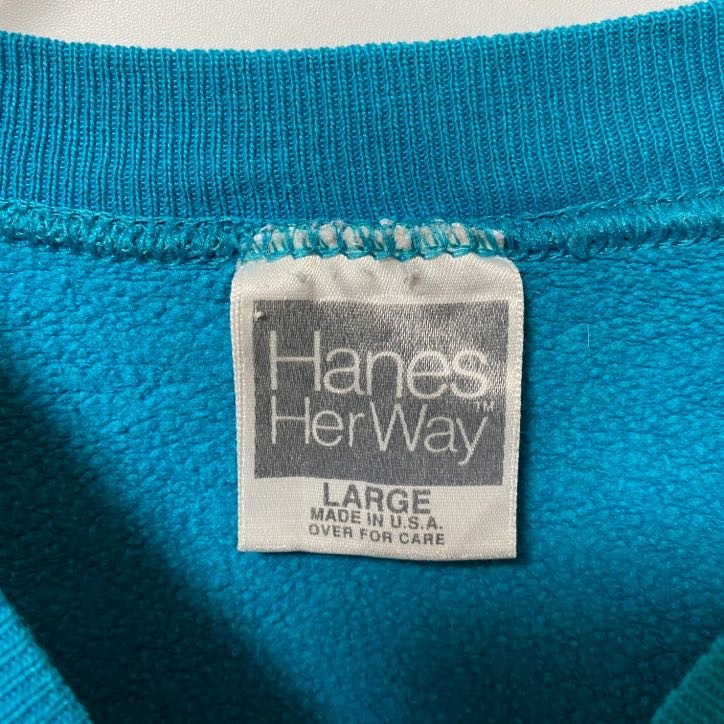 Hanes
HerWay™
LARGE
MADE IN U.S.A.
OVER FOR CARE